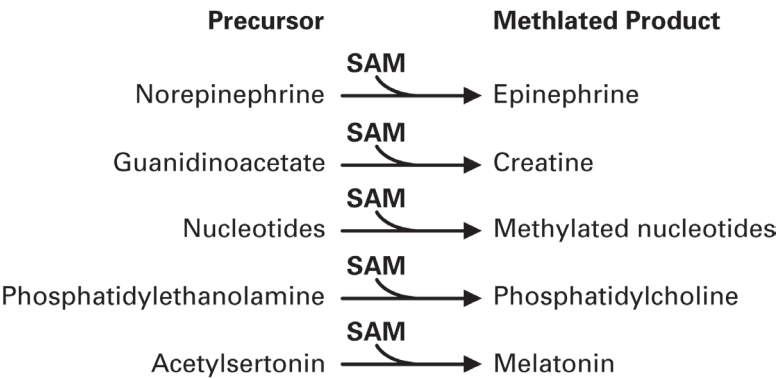 Precursor Methlated Product
SAM
Norepinephrine Epinephrine
SAM
Guanidinoacetate Creatine
SAM
Nucleotides Methylated nucleotides
SAM
Phosphatidylethanolamine Phosphatidylcholine
SAM
Acetylsertonin Melatonin